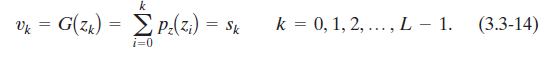 v_k = G(z_k) = \sum_{i=0}^{k} p_z(z_i) = s_k k = 0, 1, 2, …, L − 1. (3.3-14)